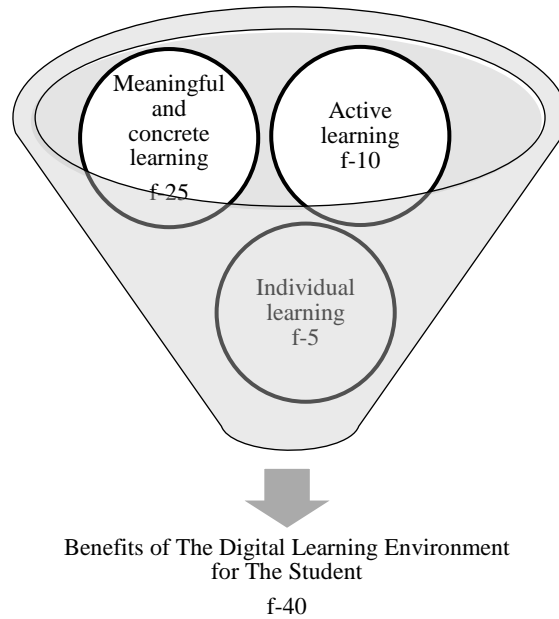 Meaningful
and
concrete
learning
f-25
Active
learning
f-10
Individual
learning
f-5
Benefits of The Digital Learning Environment
for The Student
f-40